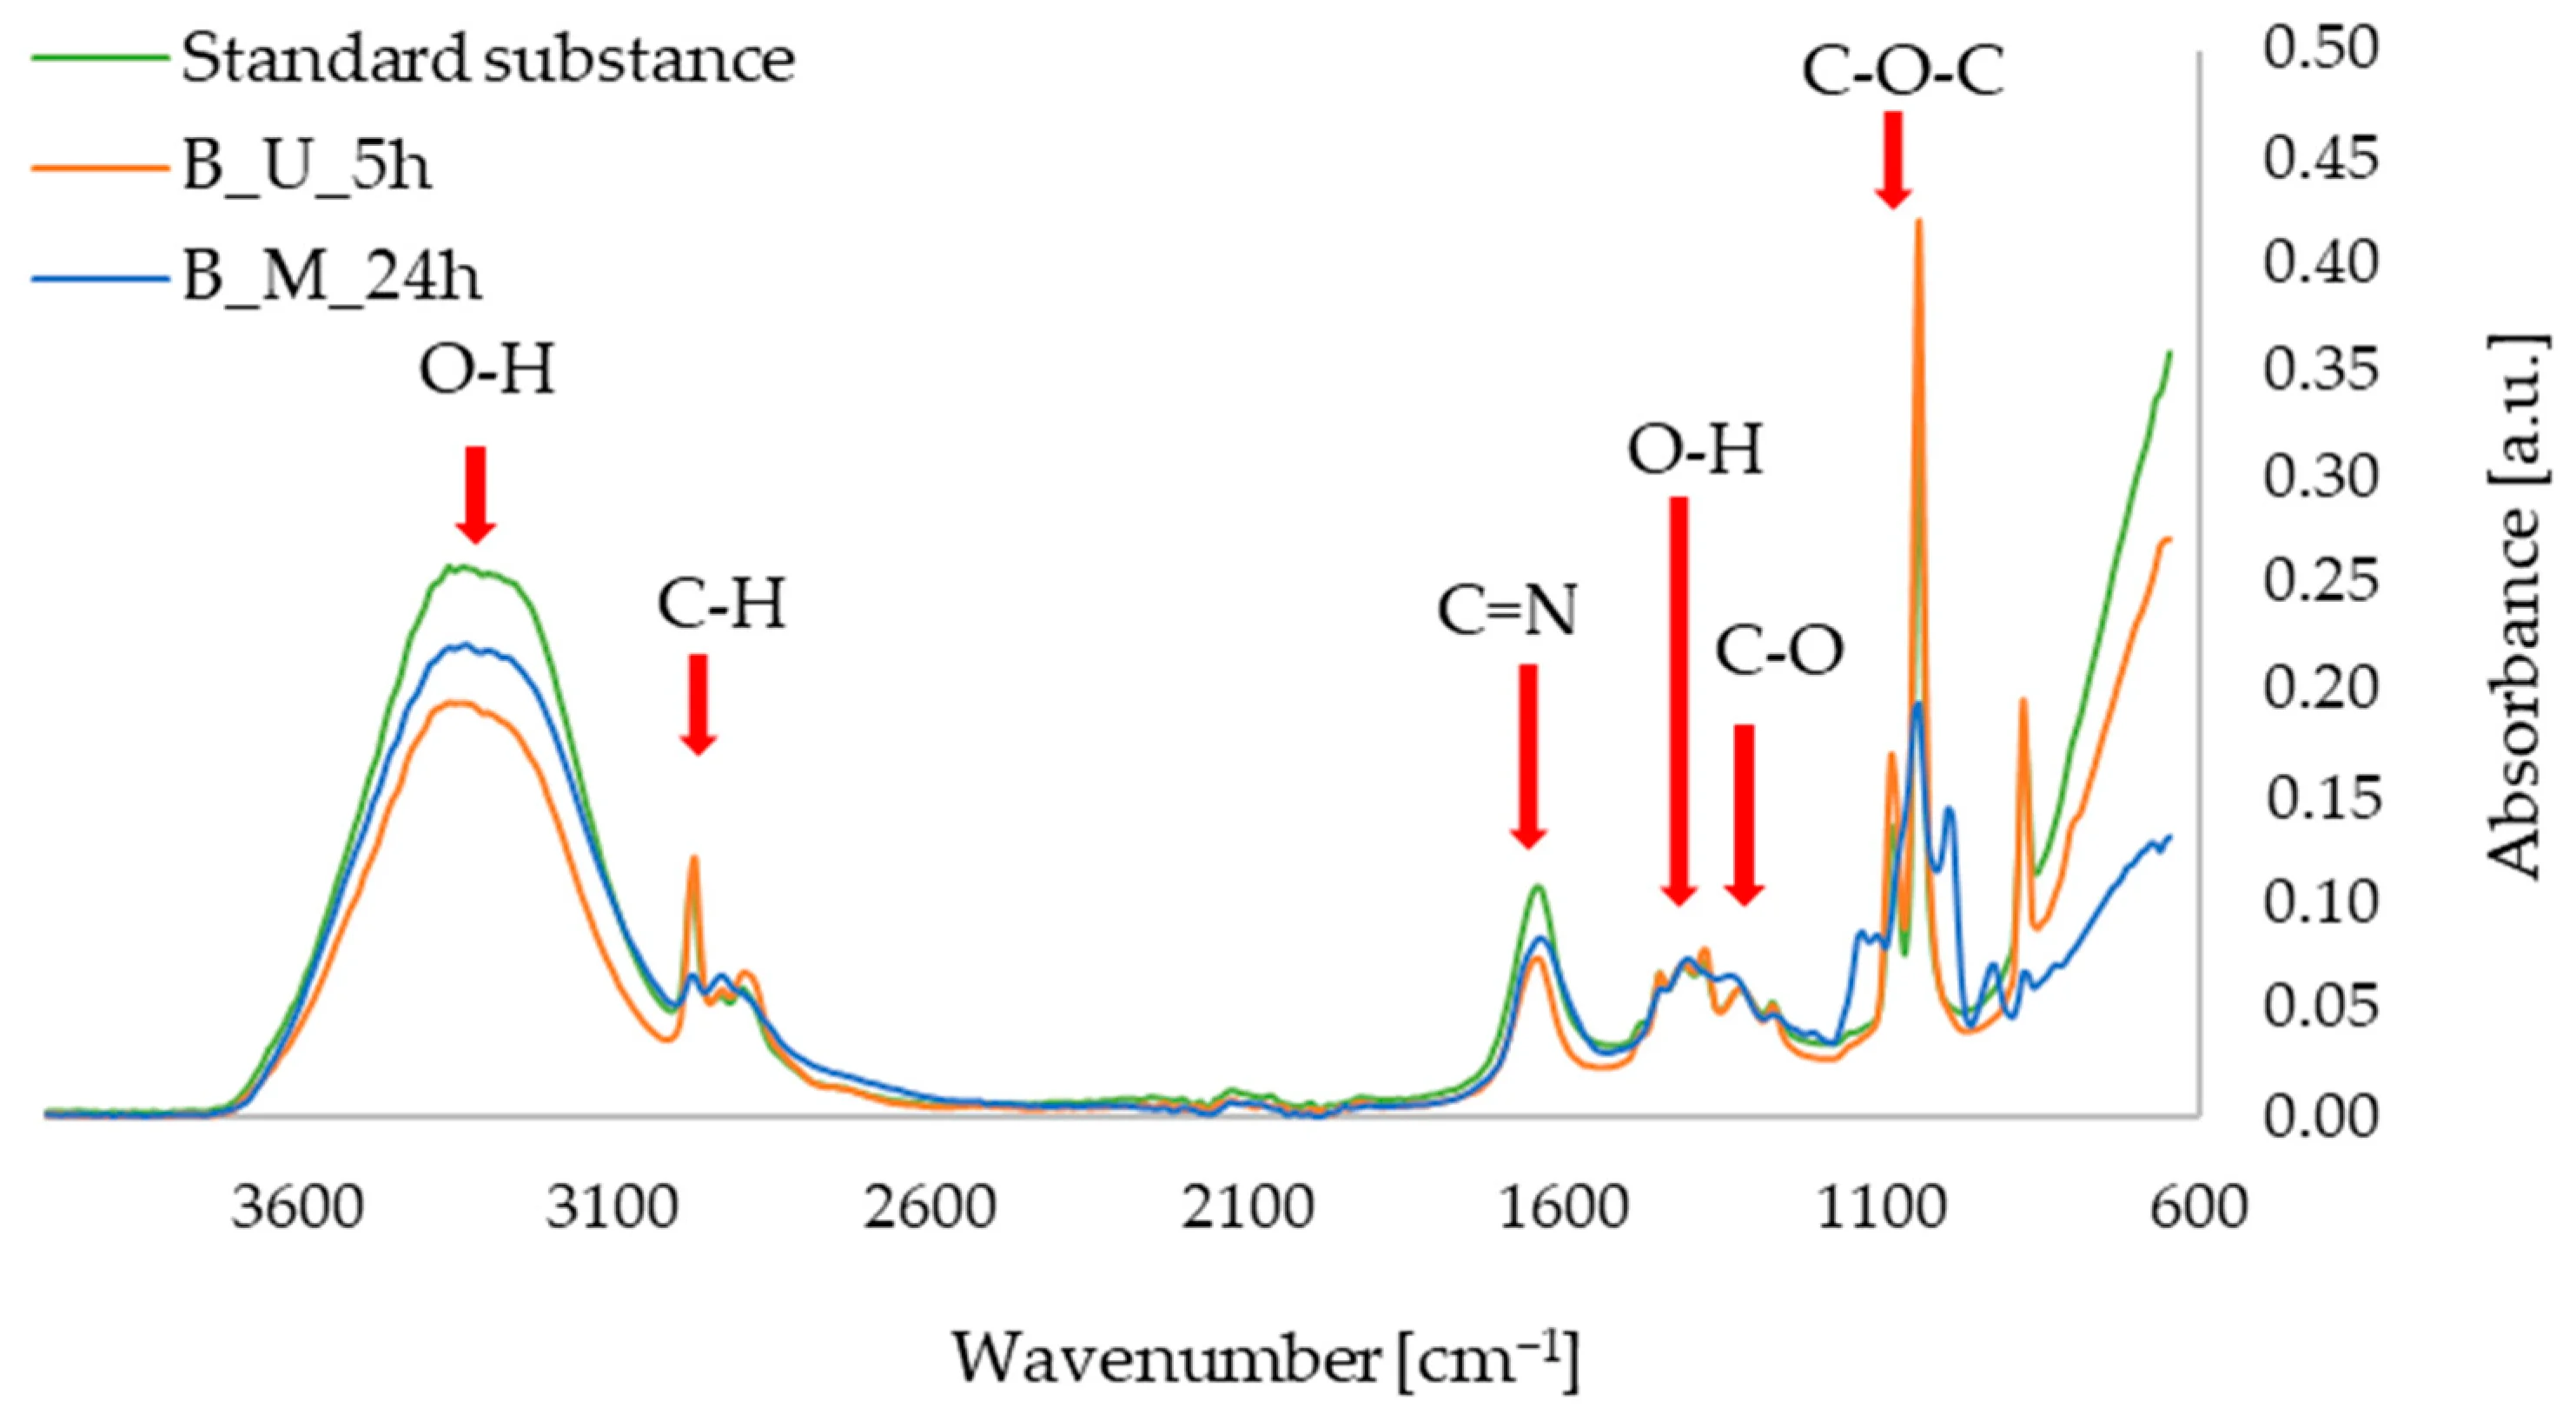 Standard substance
B_U_5h
B_M_24h
O-H
C-H
C=N
O-H
C-O
C-O-C
0.50
0.45
0.40
0.35
0.30
0.25
0.20
0.15
0.10
0.05
0.00
Absorbance [a.u.]
3600 3100 2600 2100 1600 1100 600
Wavenumber [cm⁻¹]